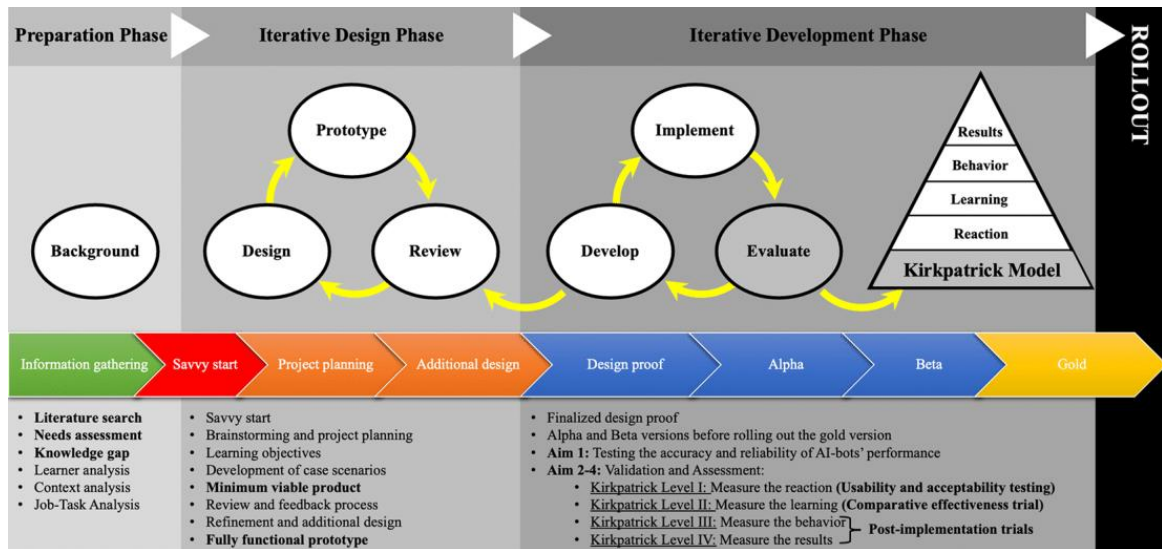 Preparation Phase
Iterative Design Phase
Iterative Development Phase
ROLLOUT
Background
Prototype
Design
Review
Implement
Develop
Evaluate
Results
Behavior
Learning
Reaction
Kirkpatrick Model
Information gathering
Savvy start
Project planning
Additional design
Design proof
Alpha
Beta
Gold
• Literature search
• Needs assessment
• Knowledge gap
• Learner analysis
• Context analysis
• Job-Task Analysis
• Savvy start
• Brainstorming and project planning
• Learning objectives
• Development of case scenarios
• Minimum viable product
• Review and feedback process
• Refinement and additional design
• Fully functional prototype
• Finalized design proof
• Alpha and Beta versions before rolling out the gold version
• Aim 1: Testing the accuracy and reliability of AI-bots' performance
• Aim 2-4: Validation and Assessment:
• Kirkpatrick Level I: Measure the reaction (Usability and acceptability testing)
• Kirkpatrick Level II: Measure the learning (Comparative effectiveness trial)
• Kirkpatrick Level III: Measure the behavior
• Kirkpatrick Level IV: Measure the results
Post-implementation trials